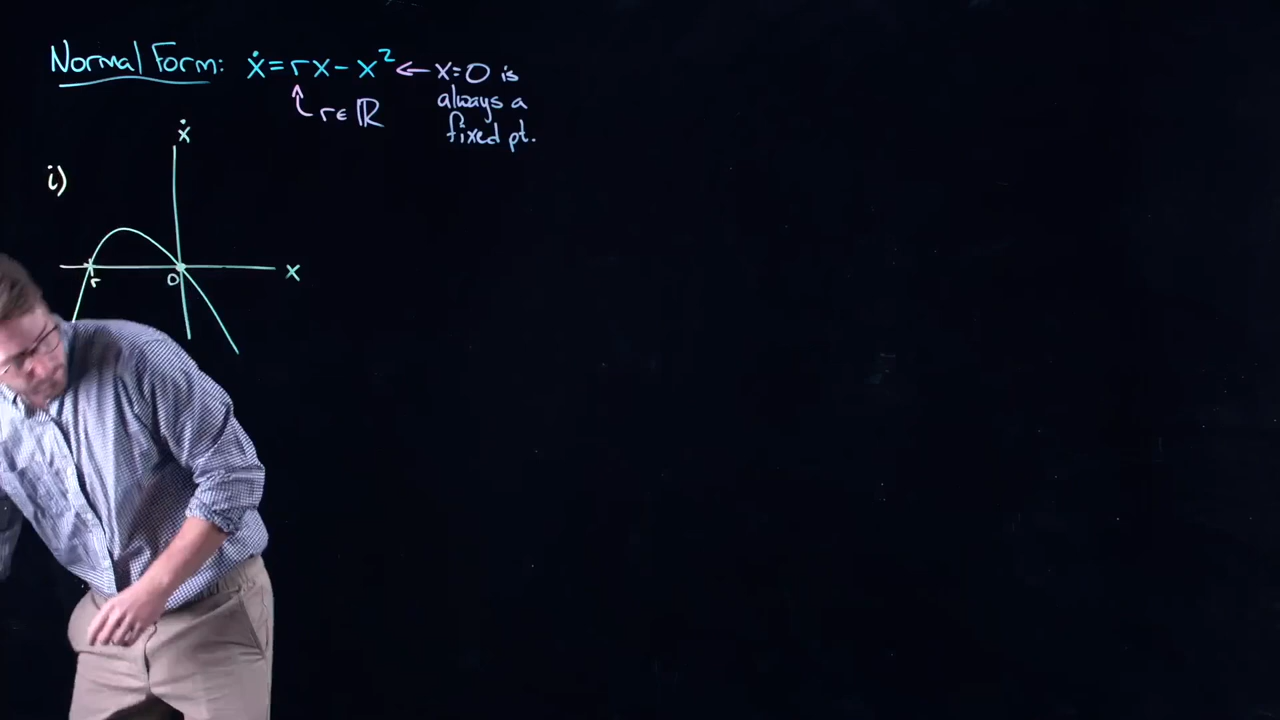 Normal Form: ẋ = rx - x² ← x=0 is
always a
fixed pt.
r∈ℝ
ẋ
i)
r
0
x